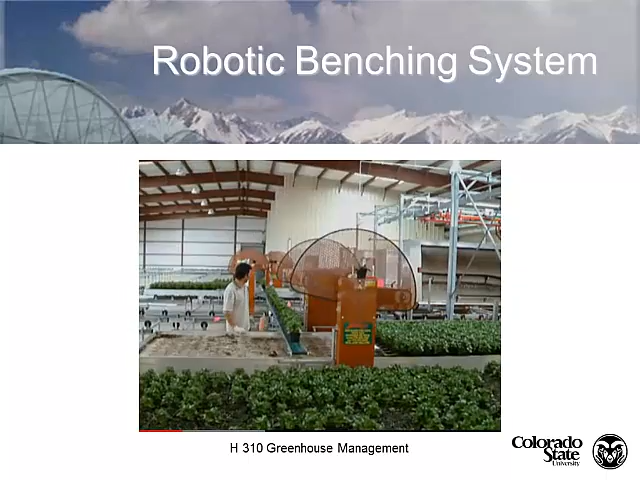 Robotic Benching System
H 310 Greenhouse Management
Colorado
State
University